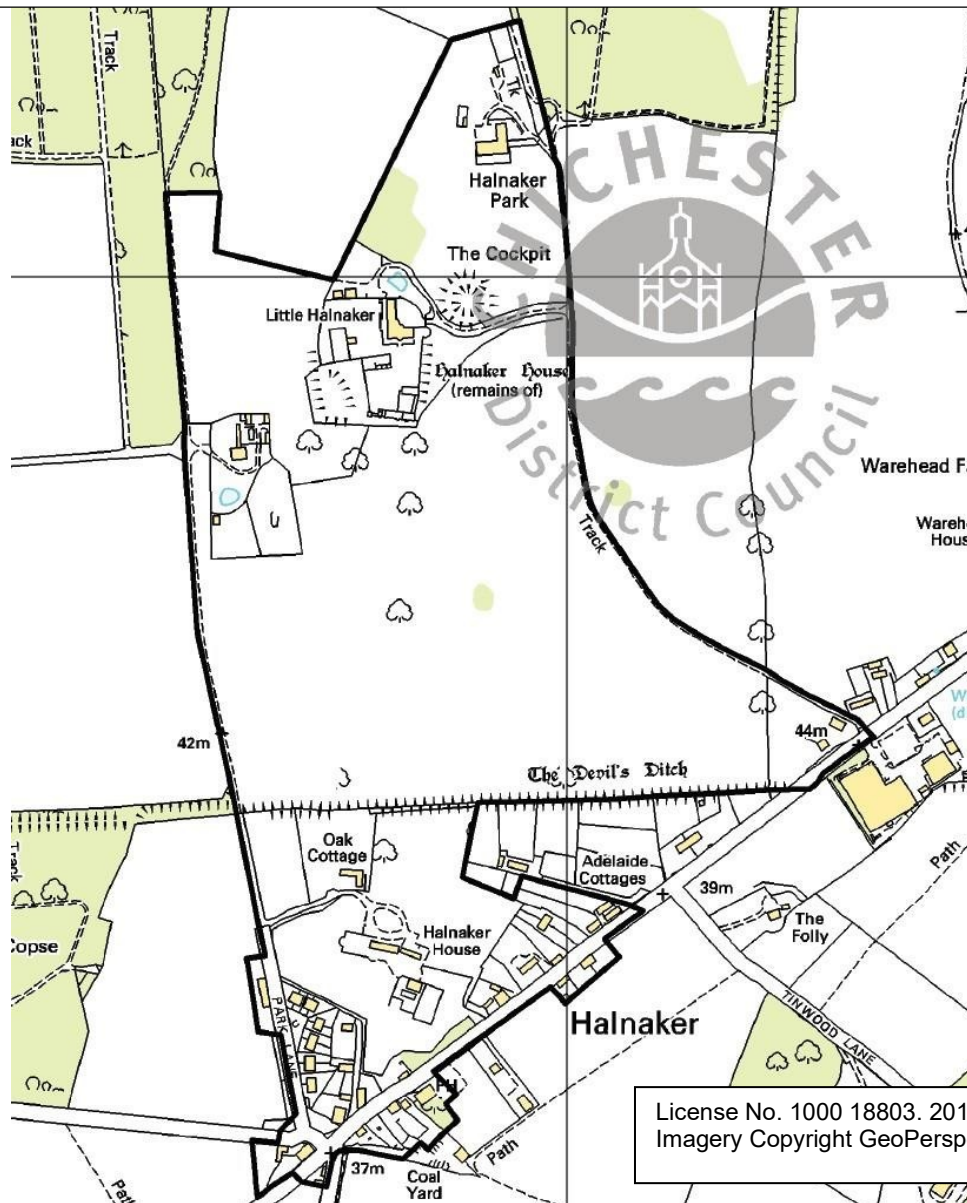 Track
ack
Tk
Halnaker
Park
The Cockpit
Little Halnaker
Halnaker House
(remains of)
CHICHESTER
District Council
Warehead F
Wareh
Hous
Track
W
(d
42m
44m
The Devil's Ditch
Oak
Cottage
Adelaide
Cottages
39m
Path
Track
The
Folly
Copse
Halnaker
House
PARK LANE
Halnaker
TINWOOD LANE
PH
Path
37m
Coal
Yard
Path
License No. 1000 18803. 201
Imagery Copyright GeoPersp